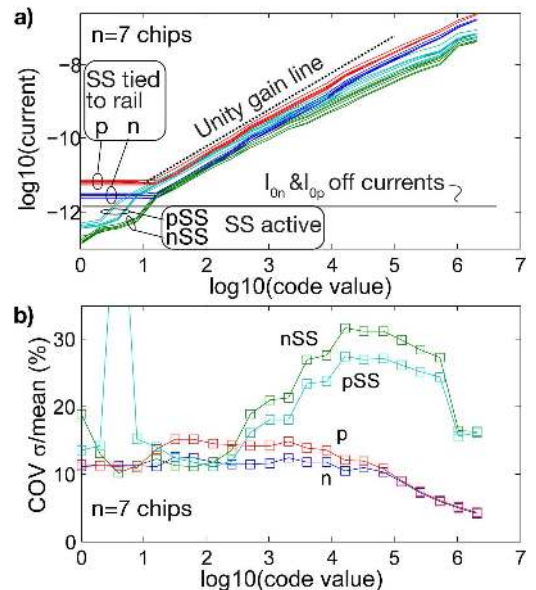 a)
n=7 chips
SS tied
to rail
p n
Unity gain line
I0n &I0p off currents
pSS
nSS
SS active
-8
-10
-12
log10(current)
0 1 2 3 4 5 6 7
log10(code value)
b)
nSS
pSS
p
n
n=7 chips
30
20
10
0
COV σ/mean (%)
0 1 2 3 4 5 6 7
log10(code value)